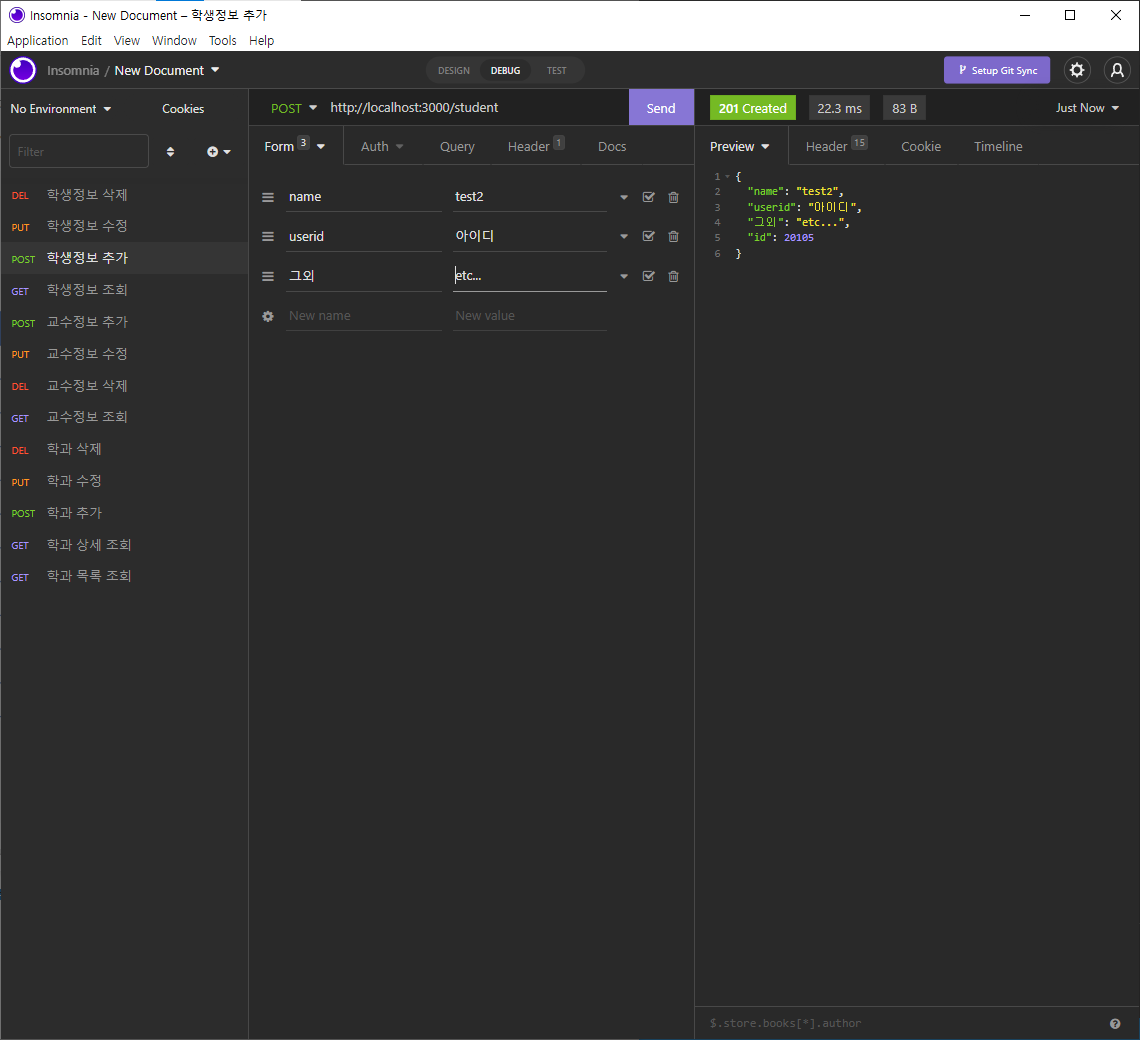 Insomnia - New Document – 학생정보 추가
Application Edit View Window Tools Help
Insomnia / New Document
DESIGN DEBUG TEST
Setup Git Sync
No Environment Cookies
Filter
DEL 학생정보 삭제
PUT 학생정보 수정
POST 학생정보 추가
GET 학생정보 조회
POST 교수정보 추가
PUT 교수정보 수정
DEL 교수정보 삭제
GET 교수정보 조회
DEL 학과 삭제
PUT 학과 수정
POST 학과 추가
GET 학과 상세 조회
GET 학과 목록 조회
POST http://localhost:3000/student Send
Form 3 Auth Query Header 1 Docs
name test2
userid 아이디
그외 etc...
New name New value
201 Created 22.3 ms 83 B Just Now
Preview Header 15 Cookie Timeline
1 {
2 "name": "test2",
3 "userid": "아이디",
4 "그외": "etc...",
5 "id": 20105
6 }
$.store.books[*].author